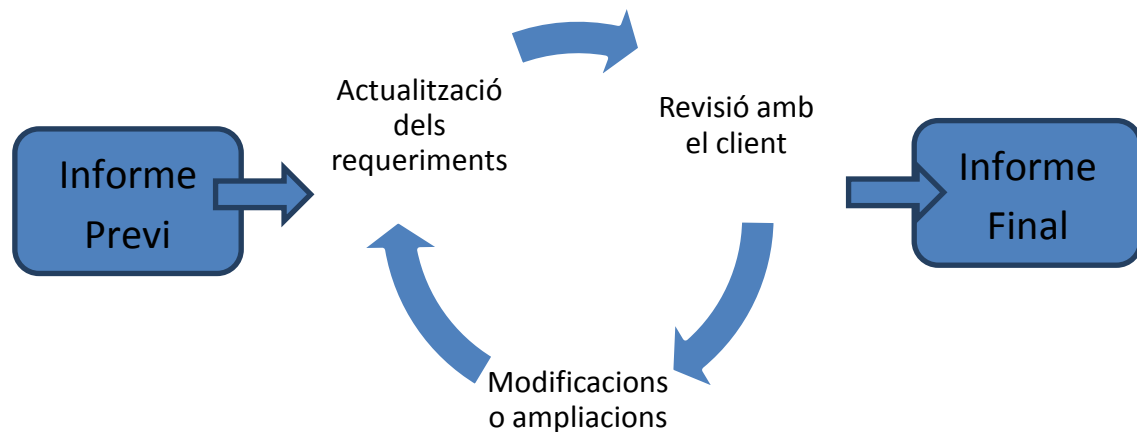 Informe
Previ
Actualització
dels
requeriments
Revisió amb
el client
Modificacions
o ampliacions
Informe
Final